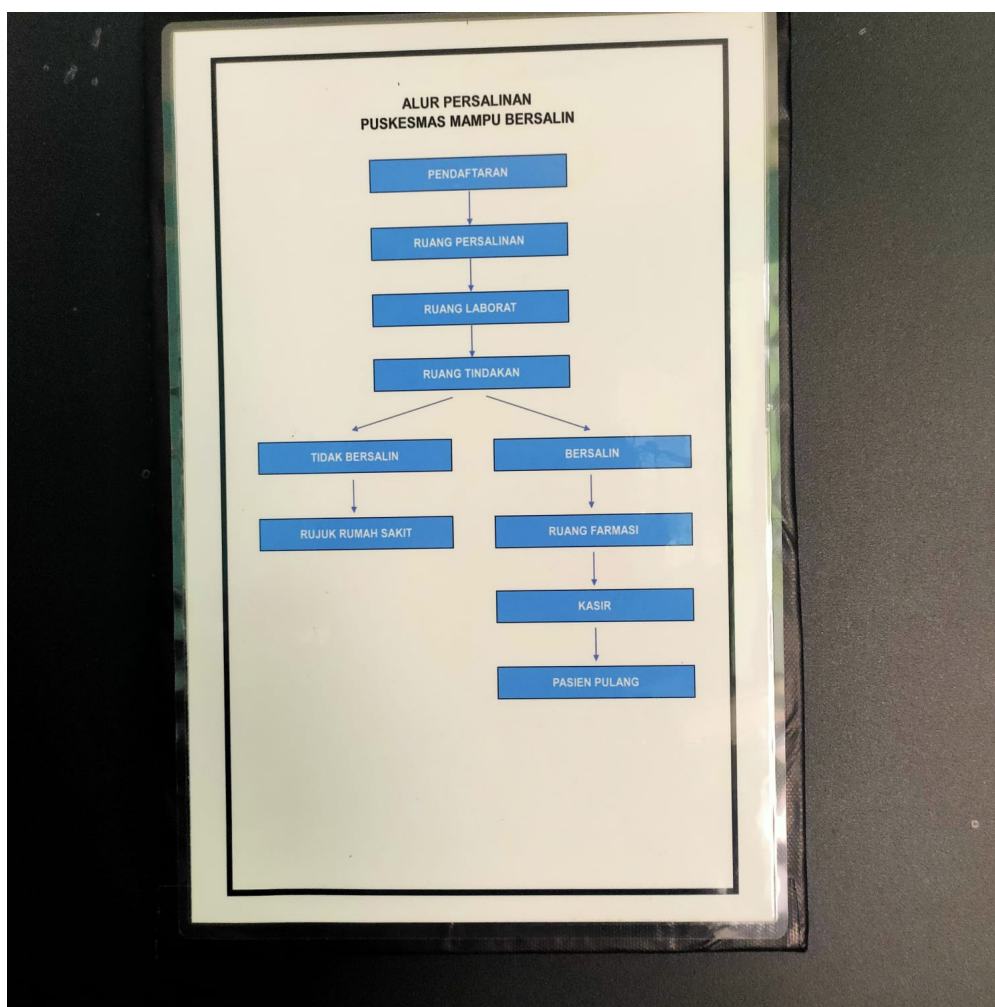 ALUR PERSALINAN
PUSKESMAS MAMPU BERSALIN
PENDAFTARAN
RUANG PERSALINAN
RUANG LABORAT
RUANG TINDAKAN
TIDAK BERSALIN
BERSALIN
RUJUK RUMAH SAKIT
RUANG FARMASI
KASIR
PASIEN PULANG